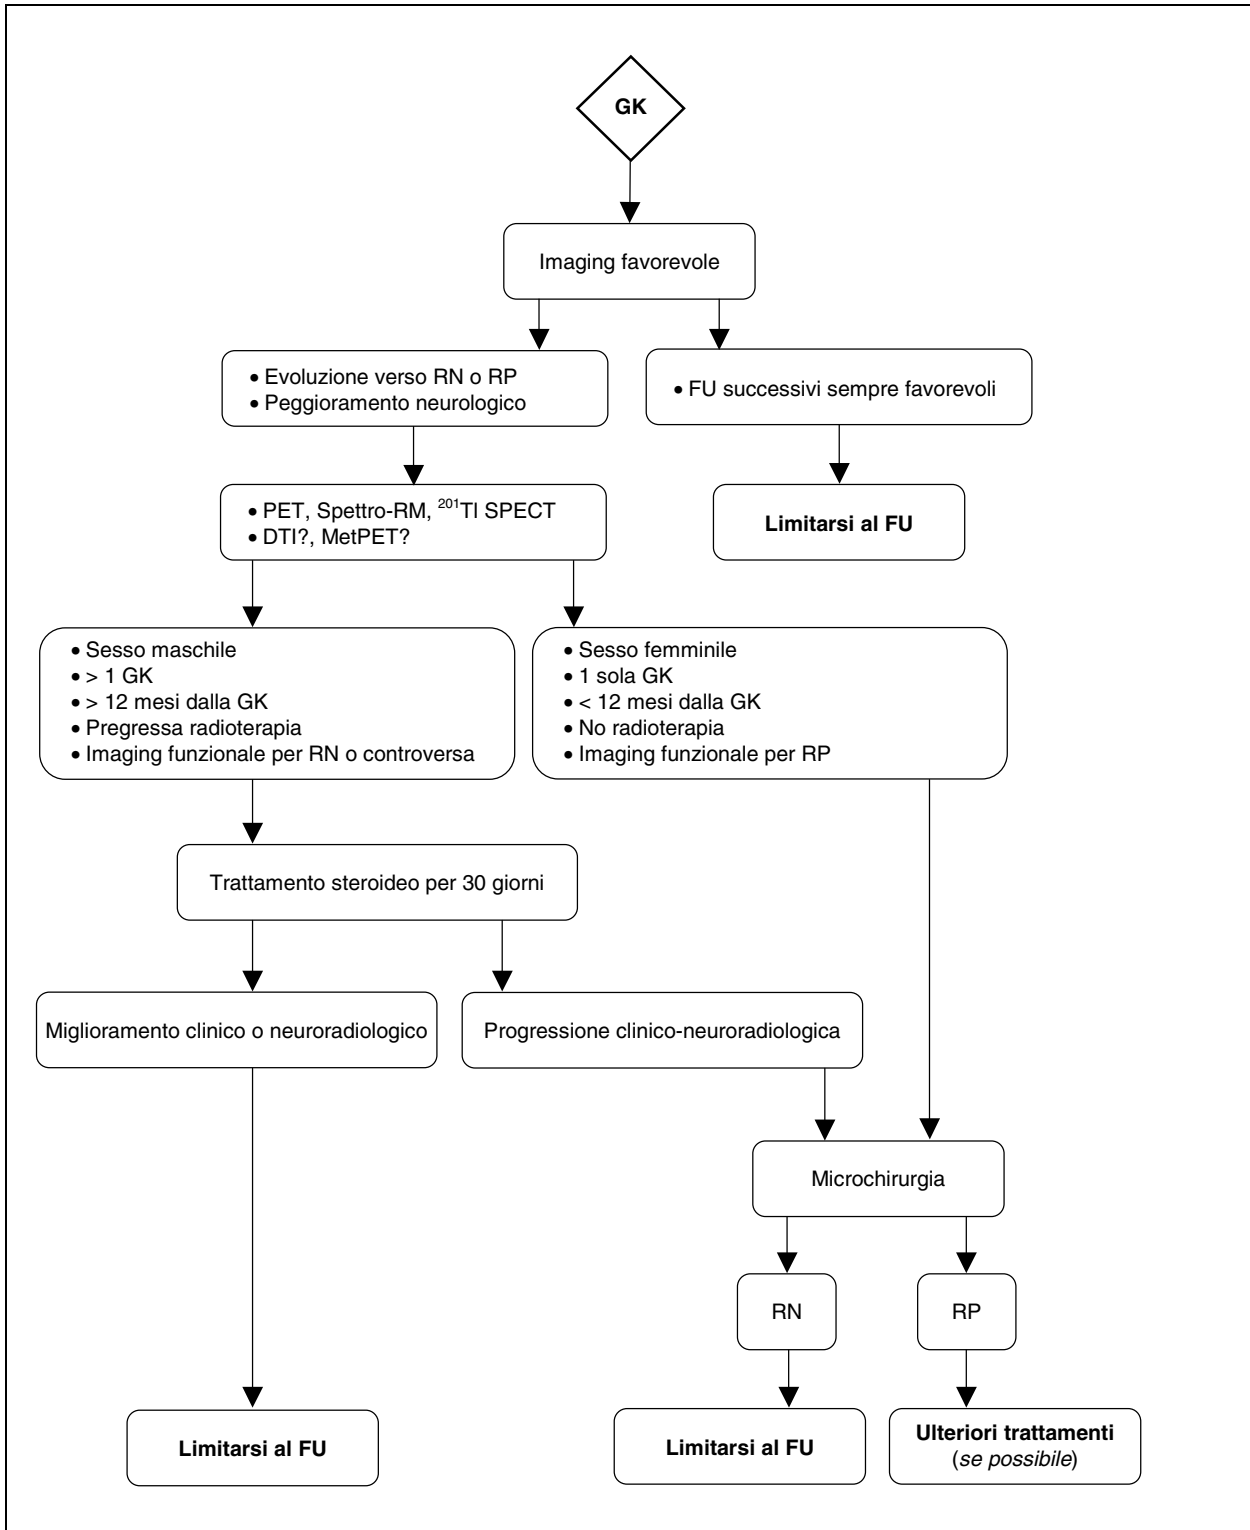 GK
Imaging favorevole
• Evoluzione verso RN o RP
• Peggioramento neurologico
• FU successivi sempre favorevoli
• PET, Spettro-RM, ²⁰¹TI SPECT
• DTI?, MetPET?
Limitarsi al FU
• Sesso maschile
• > 1 GK
• > 12 mesi dalla GK
• Pregressa radioterapia
• Imaging funzionale per RN o controversa
• Sesso femminile
• 1 sola GK
• < 12 mesi dalla GK
• No radioterapia
• Imaging funzionale per RP
Trattamento steroideo per 30 giorni
Miglioramento clinico o neuroradiologico
Progressione clinico-neuroradiologica
Microchirurgia
RN
RP
Limitarsi al FU
Limitarsi al FU
Ulteriori trattamenti
(se possibile)